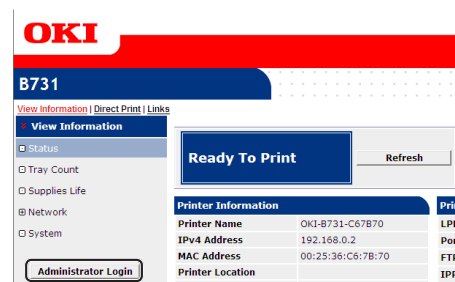 OKI
B731
View Information | Direct Print | Links
View Information
Status
Tray Count
Supplies Life
Network
System
Administrator Login
Ready To Print
Refresh
Printer Information
Printer Name OKI-B731-C67B70
IPv4 Address 192.168.0.2
MAC Address 00:25:36:C6:7B:70
Printer Location